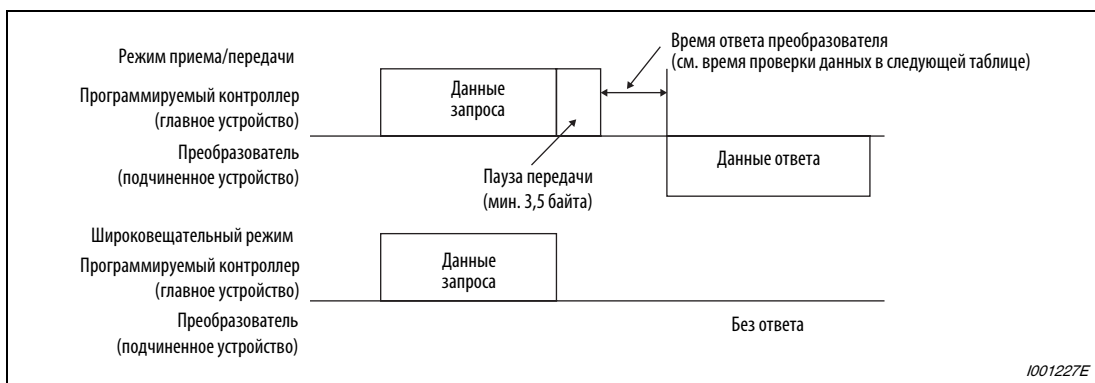 Режим приема/передачи
Время ответа преобразователя
(см. время проверки данных в следующей таблице)
Программируемый контроллер
(главное устройство)
Данные
запроса
Преобразователь
(подчиненное устройство)
Пауза передачи
(мин. 3,5 байта)
Данные ответа
Широковещательный режим
Программируемый контроллер
(главное устройство)
Данные
запроса
Преобразователь
(подчиненное устройство)
Без ответа
I001227E